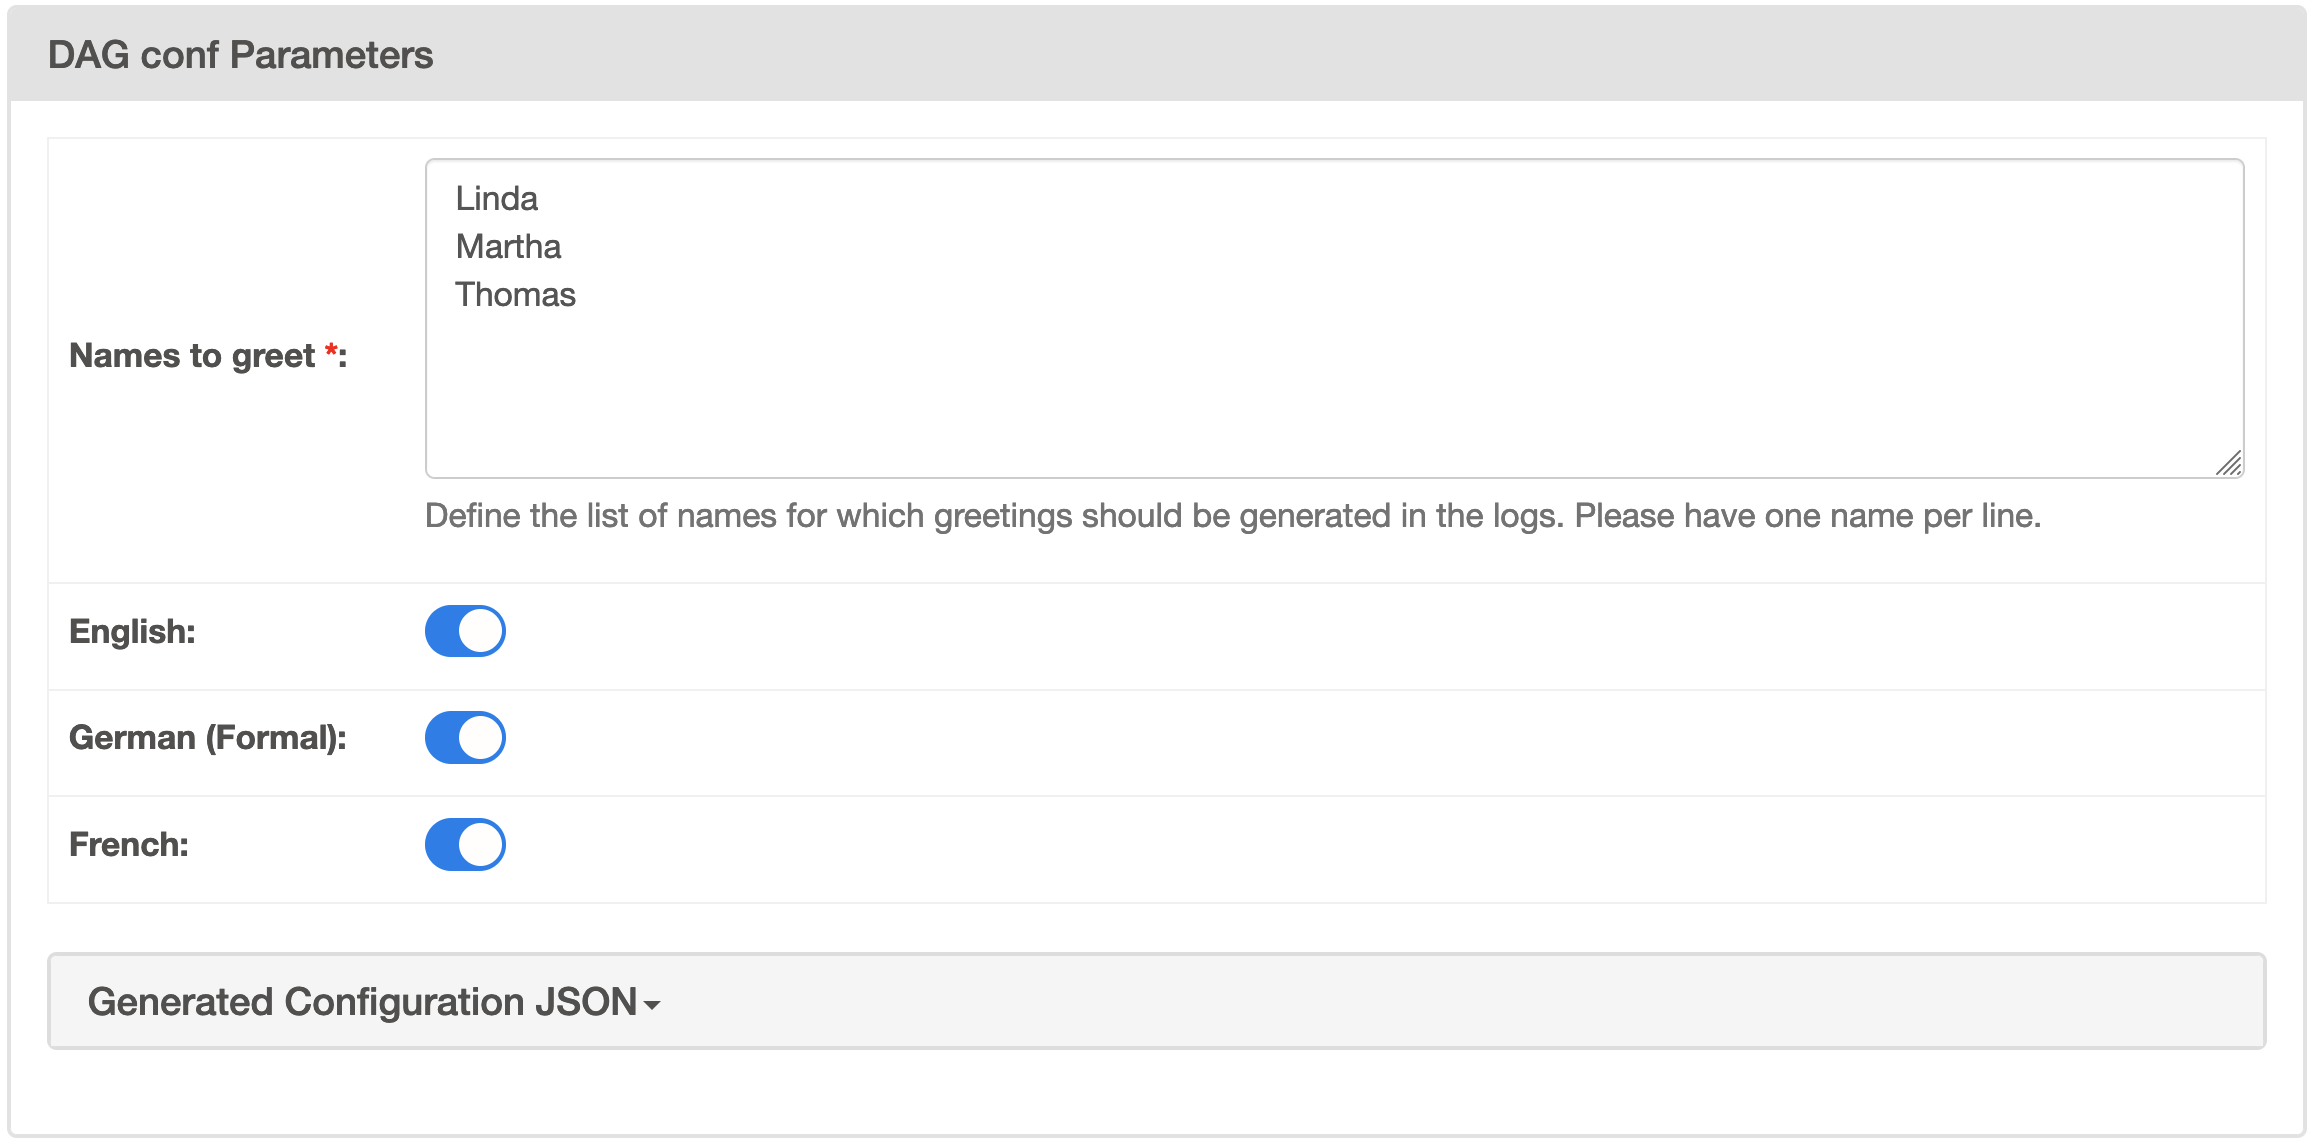 DAG conf Parameters
Names to greet *:
Linda
Martha
Thomas
Define the list of names for which greetings should be generated in the logs. Please have one name per line.
English:
German (Formal):
French:
Generated Configuration JSON